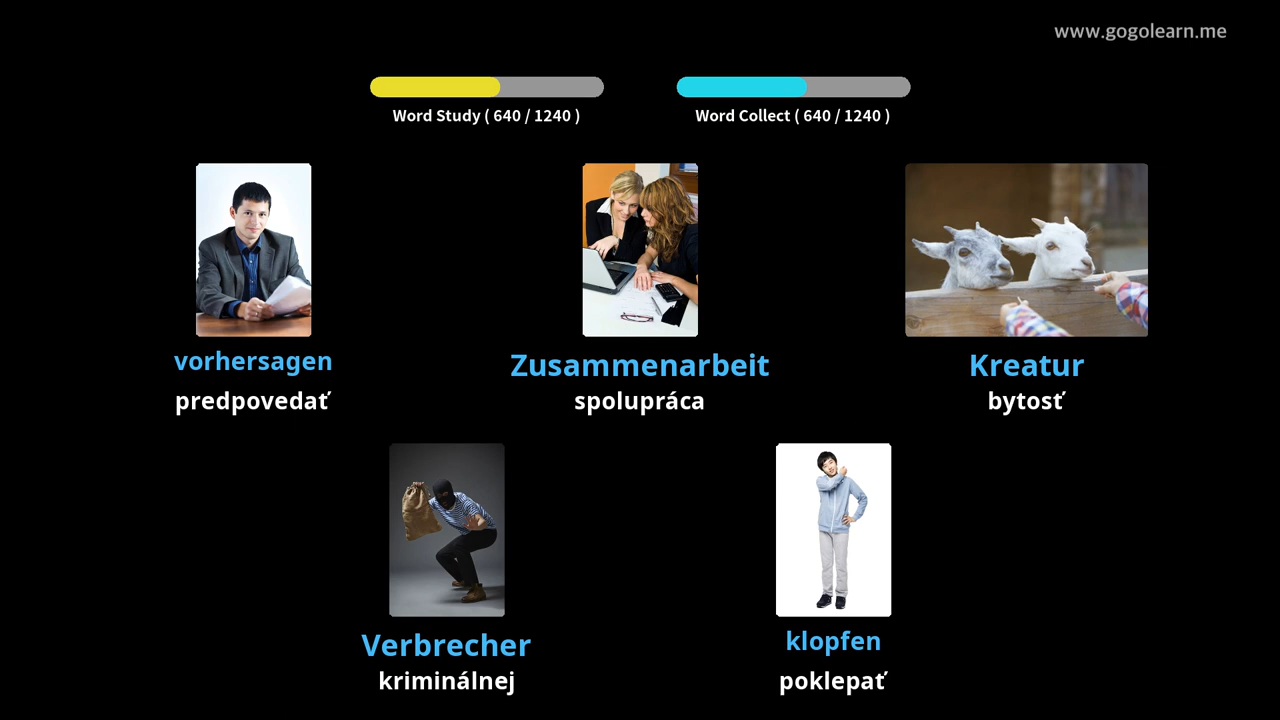 www.gogolearn.me
Word Study ( 640 / 1240 )
Word Collect ( 640 / 1240 )
vorhersagen
predpovedať
Zusammenarbeit
spolupráca
Kreatur
bytosť
Verbrecher
kriminálnej
klopfen
poklepať